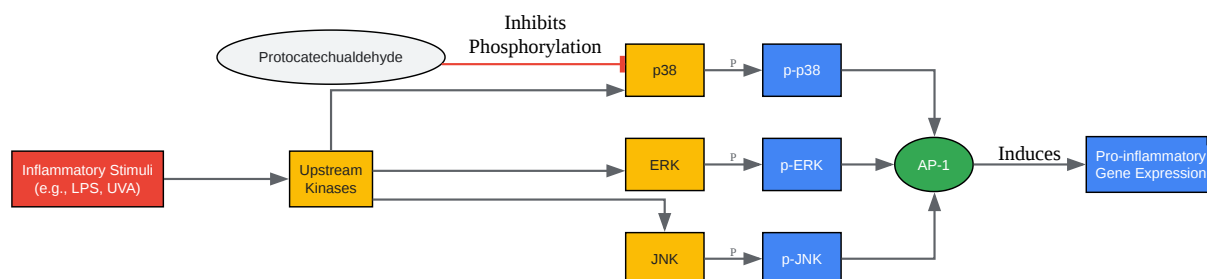 Inhibits
Phosphorylation
Protocatechualdehyde
p38
P
p-p38
Inflammatory Stimuli
(e.g., LPS, UVA)
Upstream
Kinases
ERK
P
p-ERK
AP-1
Induces
Pro-inflammatory
Gene Expression
JNK
P
p-JNK